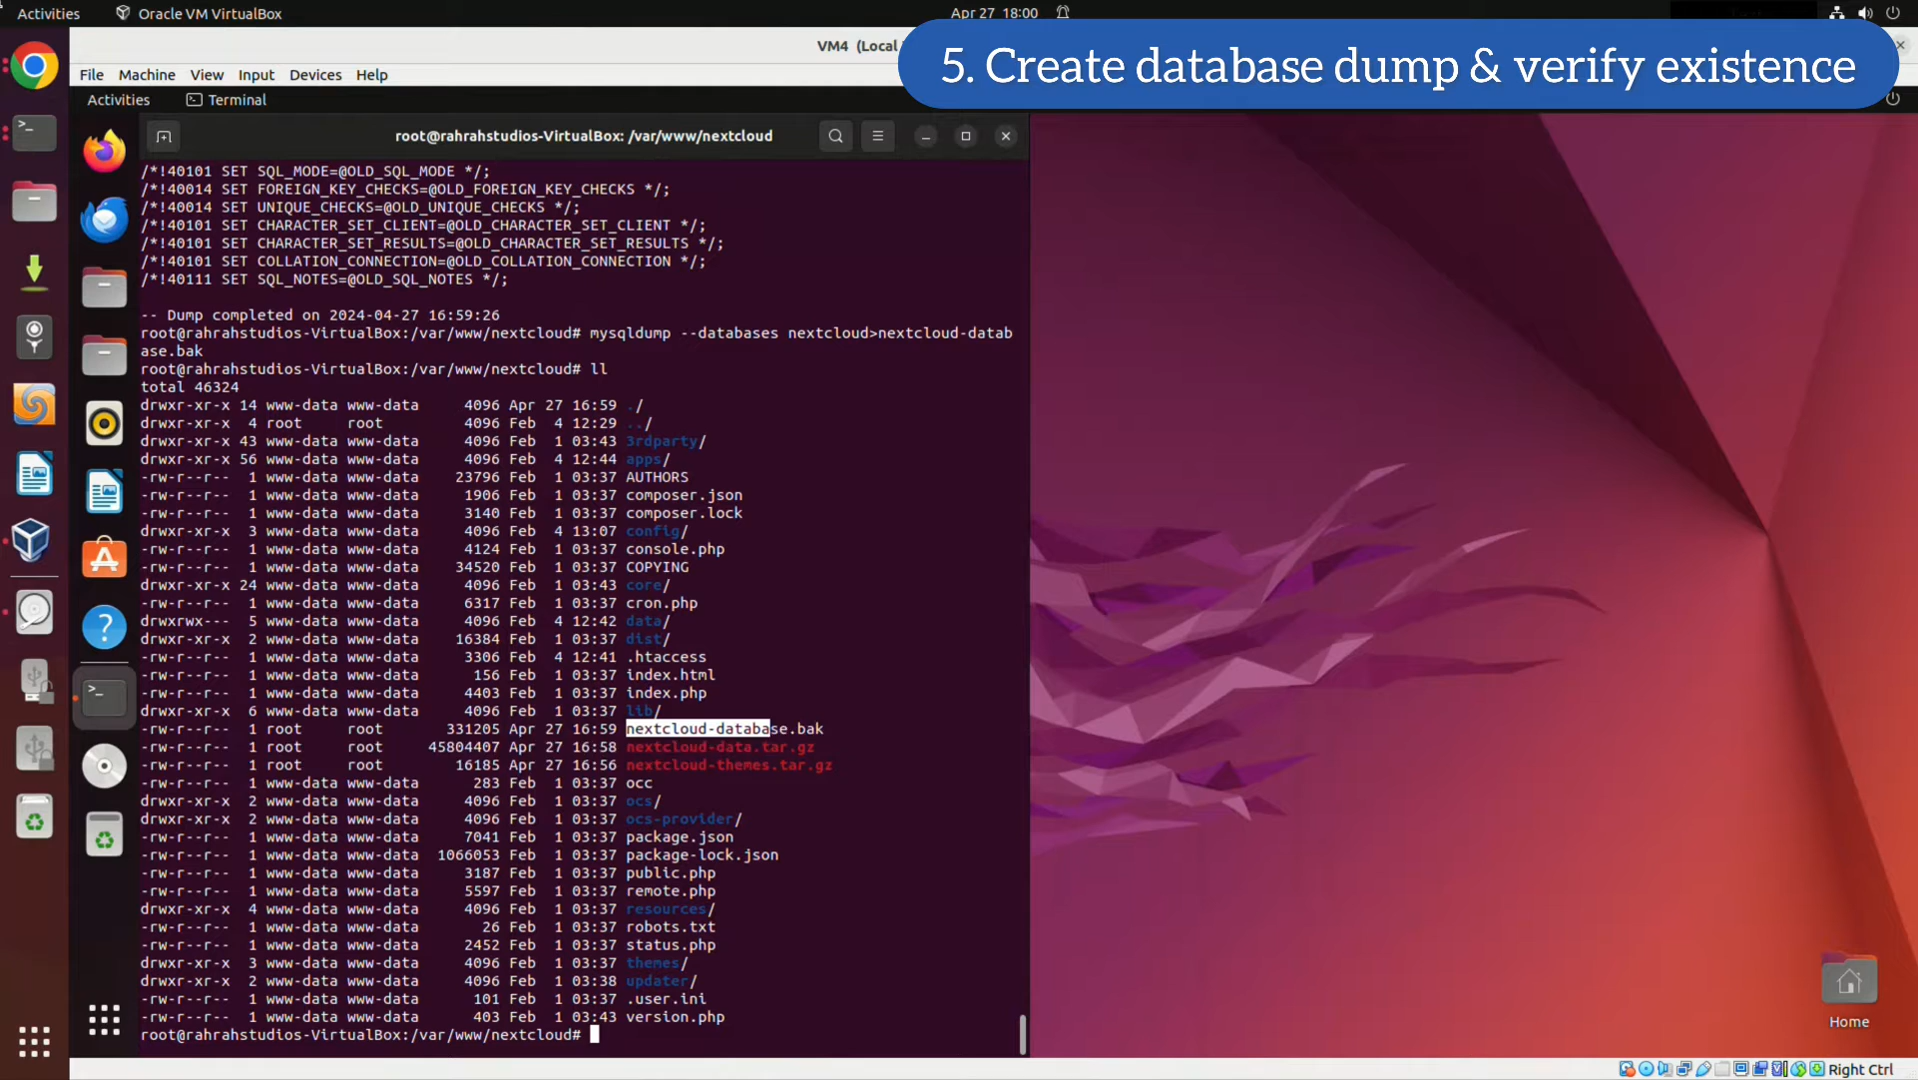 Activities Oracle VM VirtualBox Apr 27 18:00
VM4 (Local
5. Create database dump & verify existence
File Machine View Input Devices Help
Activities Terminal
root@rahrahstudios-VirtualBox: /var/www/nextcloud
/*!40101 SET SQL_MODE=@OLD_SQL_MODE */;
/*!40014 SET FOREIGN_KEY_CHECKS=@OLD_FOREIGN_KEY_CHECKS */;
/*!40014 SET UNIQUE_CHECKS=@OLD_UNIQUE_CHECKS */;
/*!40101 SET CHARACTER_SET_CLIENT=@OLD_CHARACTER_SET_CLIENT */;
/*!40101 SET CHARACTER_SET_RESULTS=@OLD_CHARACTER_SET_RESULTS */;
/*!40101 SET COLLATION_CONNECTION=@OLD_COLLATION_CONNECTION */;
/*!40111 SET SQL_NOTES=@OLD_SQL_NOTES */;
-- Dump completed on 2024-04-27 16:59:26
root@rahrahstudios-VirtualBox:/var/www/nextcloud# mysqldump --databases nextcloud>nextcloud-datab
ase.bak
root@rahrahstudios-VirtualBox:/var/www/nextcloud# ll
total 46324
drwxr-xr-x 14 www-data www-data 4096 Apr 27 16:59 ./
drwxr-xr-x 4 root root 4096 Feb 4 12:29 ../
drwxr-xr-x 43 www-data www-data 4096 Feb 1 03:43 3rdparty/
drwxr-xr-x 56 www-data www-data 4096 Feb 4 12:44 apps/
-rw-r--r-- 1 www-data www-data 23796 Feb 1 03:37 AUTHORS
-rw-r--r-- 1 www-data www-data 1906 Feb 1 03:37 composer.json
-rw-r--r-- 1 www-data www-data 3140 Feb 1 03:37 composer.lock
drwxr-xr-x 3 www-data www-data 4096 Feb 4 13:07 config/
-rw-r--r-- 1 www-data www-data 4124 Feb 1 03:37 console.php
-rw-r--r-- 1 www-data www-data 34520 Feb 1 03:37 COPYING
drwxr-xr-x 24 www-data www-data 4096 Feb 1 03:43 core/
-rw-r--r-- 1 www-data www-data 6317 Feb 1 03:37 cron.php
drwxrwx--- 5 www-data www-data 4096 Feb 4 12:42 data/
drwxr-xr-x 2 www-data www-data 16384 Feb 1 03:37 dist/
-rw-r--r-- 1 www-data www-data 3306 Feb 4 12:41 .htaccess
-rw-r--r-- 1 www-data www-data 156 Feb 1 03:37 index.html
-rw-r--r-- 1 www-data www-data 4403 Feb 1 03:37 index.php
drwxr-xr-x 6 www-data www-data 4096 Feb 1 03:37 lib/
-rw-r--r-- 1 root root 331205 Apr 27 16:59 nextcloud-database.bak
-rw-r--r-- 1 root root 45804407 Apr 27 16:58 nextcloud-data.tar.gz
-rw-r--r-- 1 root root 16185 Apr 27 16:56 nextcloud-themes.tar.gz
-rw-r--r-- 1 www-data www-data 283 Feb 1 03:37 occ
drwxr-xr-x 2 www-data www-data 4096 Feb 1 03:37 ocs/
drwxr-xr-x 2 www-data www-data 4096 Feb 1 03:37 ocs-provider/
-rw-r--r-- 1 www-data www-data 7041 Feb 1 03:37 package.json
-rw-r--r-- 1 www-data www-data 1066053 Feb 1 03:37 package-lock.json
-rw-r--r-- 1 www-data www-data 3187 Feb 1 03:37 public.php
-rw-r--r-- 1 www-data www-data 5597 Feb 1 03:37 remote.php
drwxr-xr-x 4 www-data www-data 4096 Feb 1 03:37 resources/
-rw-r--r-- 1 www-data www-data 26 Feb 1 03:37 robots.txt
-rw-r--r-- 1 www-data www-data 2452 Feb 1 03:37 status.php
drwxr-xr-x 3 www-data www-data 4096 Feb 1 03:37 themes/
drwxr-xr-x 2 www-data www-data 4096 Feb 1 03:38 updater/
-rw-r--r-- 1 www-data www-data 101 Feb 1 03:37 .user.ini
-rw-r--r-- 1 www-data www-data 403 Feb 1 03:43 version.php
root@rahrahstudios-VirtualBox:/var/www/nextcloud#
Home
Right Ctrl